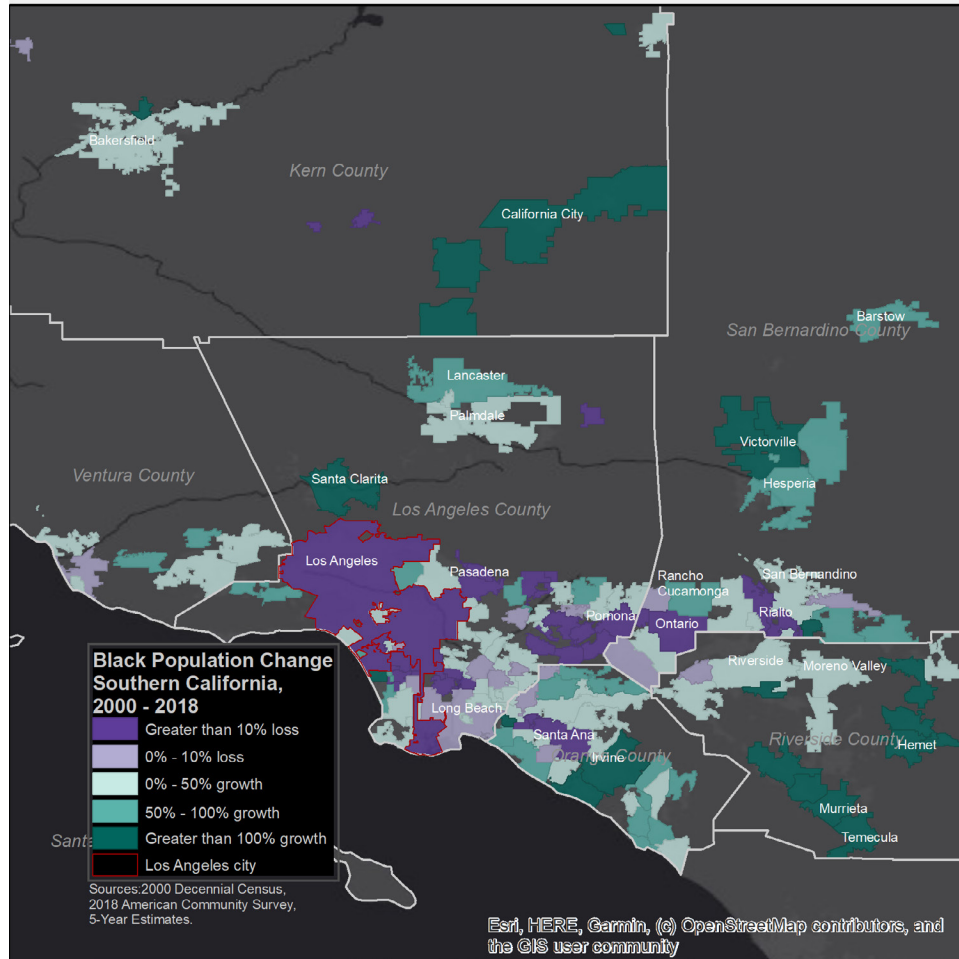 Bakersfield
Kern County
California City
Barstow
San Bernardino County
Lancaster
Palmdale
Victorville
Hesperia
Santa Clarita
Ventura County
Los Angeles County
Los Angeles
Pasadena
Rancho
Cucamonga
San Bernandino
Pomona
Ontario
Rialto
Riverside
Moreno Valley
Long Beach
Santa Ana
Orange County
Irvine
Riverside County
Hemet
Murrieta
Temecula
Black Population Change
Southern California,
2000 - 2018
Greater than 10% loss
0% - 10% loss
0% - 50% growth
50% - 100% growth
Greater than 100% growth
Los Angeles city
Santa
Sources:2000 Decennial Census,
2018 American Community Survey,
5-Year Estimates.
Esri, HERE, Garmin, (c) OpenStreetMap contributors, and
the GIS user community